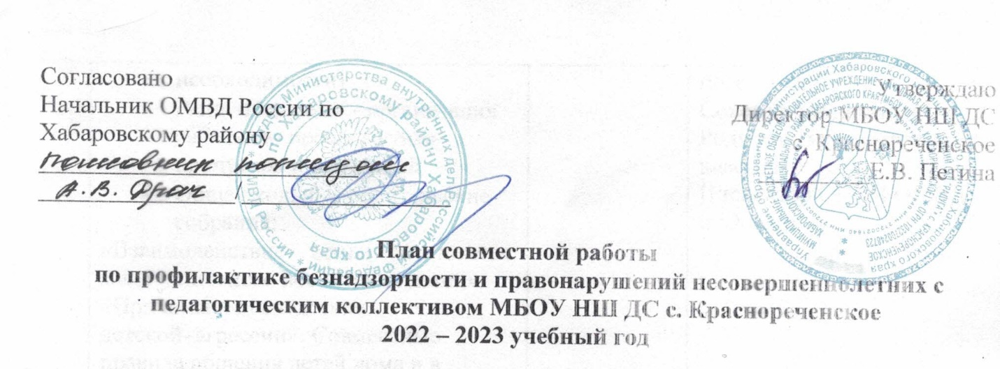 Согласовано
Начальник ОМВД России по
Хабаровскому району
полковник полиции
А.В. Фрач /
Утверждаю
Директор МБОУ НШ ДС
с. Краснореченское
Е.В. Петина
План совместной работы
по профилактике безнадзорности и правонарушений несовершеннолетних с
педагогическим коллективом МБОУ НШ ДС с. Краснореченское
2022 – 2023 учебный год